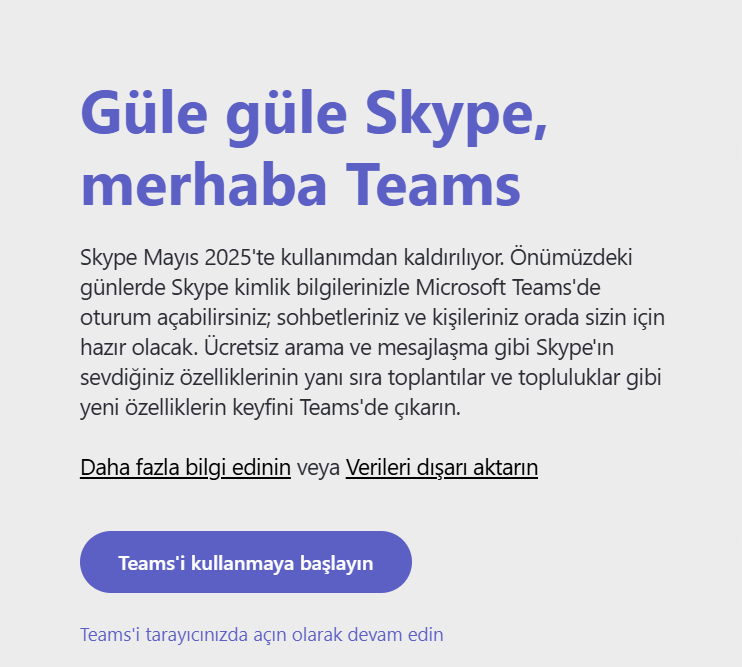 Güle güle Skype,
merhaba Teams
Skype Mayıs 2025'te kullanımdan kaldırılıyor. Önümüzdeki
günlerde Skype kimlik bilgilerinizle Microsoft Teams'de
oturum açabilirsiniz; sohbetleriniz ve kişileriniz orada sizin için
hazır olacak. Ücretsiz arama ve mesajlaşma gibi Skype'ın
sevdiğiniz özelliklerinin yanı sıra toplantılar ve topluluklar gibi
yeni özelliklerin keyfini Teams'de çıkarın.
Daha fazla bilgi edinin veya Verileri dışarı aktarın
Teams'i kullanmaya başlayın
Teams'i tarayıcınızda açın olarak devam edin